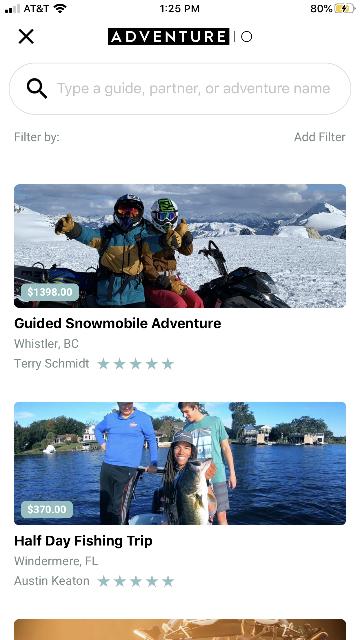 AT&T
1:25 PM
80%
ADVENTURE IO
Type a guide, partner, or adventure name
Filter by:
Add Filter
$1398.00
Guided Snowmobile Adventure
Whistler, BC
Terry Schmidt
$370.00
Half Day Fishing Trip
Windermere, FL
Austin Keaton